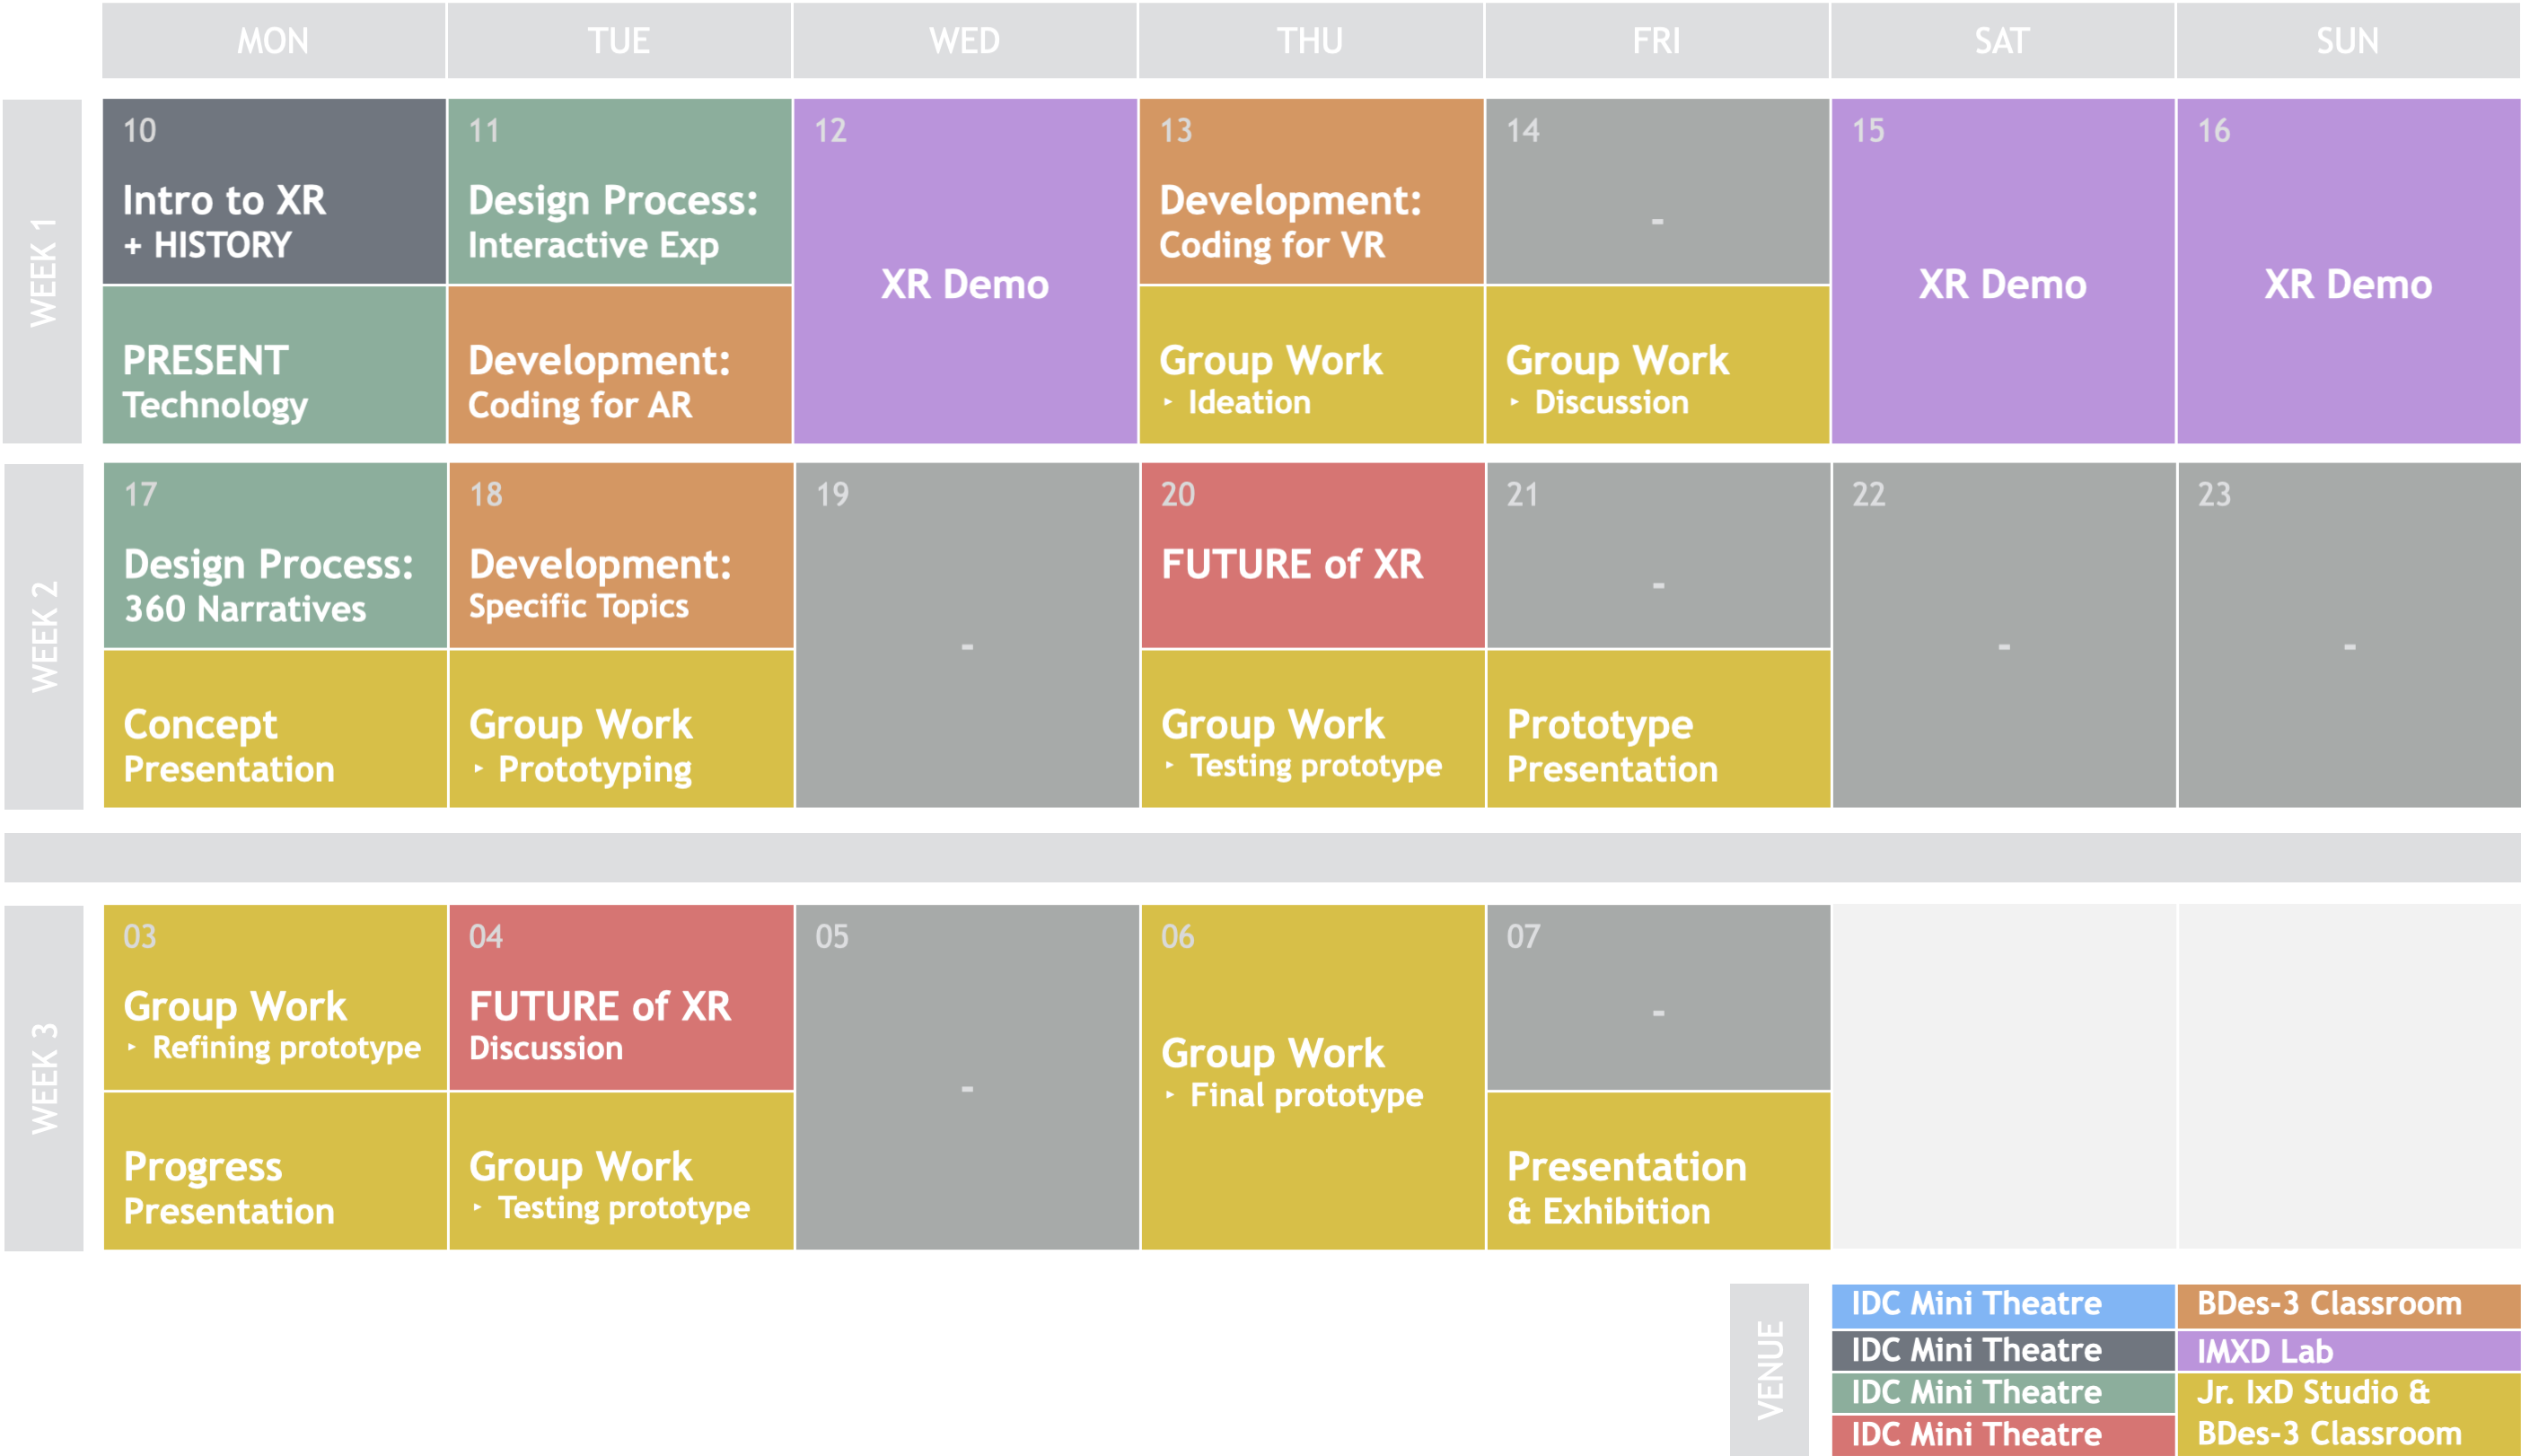 MON TUE WED THU FRI SAT SUN
WEEK 1
10
Intro to XR
+ HISTORY
PRESENT
Technology
11
Design Process:
Interactive Exp
Development:
Coding for AR
12
XR Demo
13
Development:
Coding for VR
Group Work
‣ Ideation
14
-
Group Work
‣ Discussion
15
XR Demo
16
XR Demo
WEEK 2
17
Design Process:
360 Narratives
Concept
Presentation
18
Development:
Specific Topics
Group Work
‣ Prototyping
19
-
20
FUTURE of XR
Group Work
‣ Testing prototype
21
-
Prototype
Presentation
22
-
23
-
WEEK 3
03
Group Work
‣ Refining prototype
Progress
Presentation
04
FUTURE of XR
Discussion
Group Work
‣ Testing prototype
05
-
06
Group Work
‣ Final prototype
07
-
Presentation
& Exhibition
VENUE
IDC Mini Theatre
IDC Mini Theatre
IDC Mini Theatre
IDC Mini Theatre
BDes-3 Classroom
IMXD Lab
Jr. IxD Studio &
BDes-3 Classroom